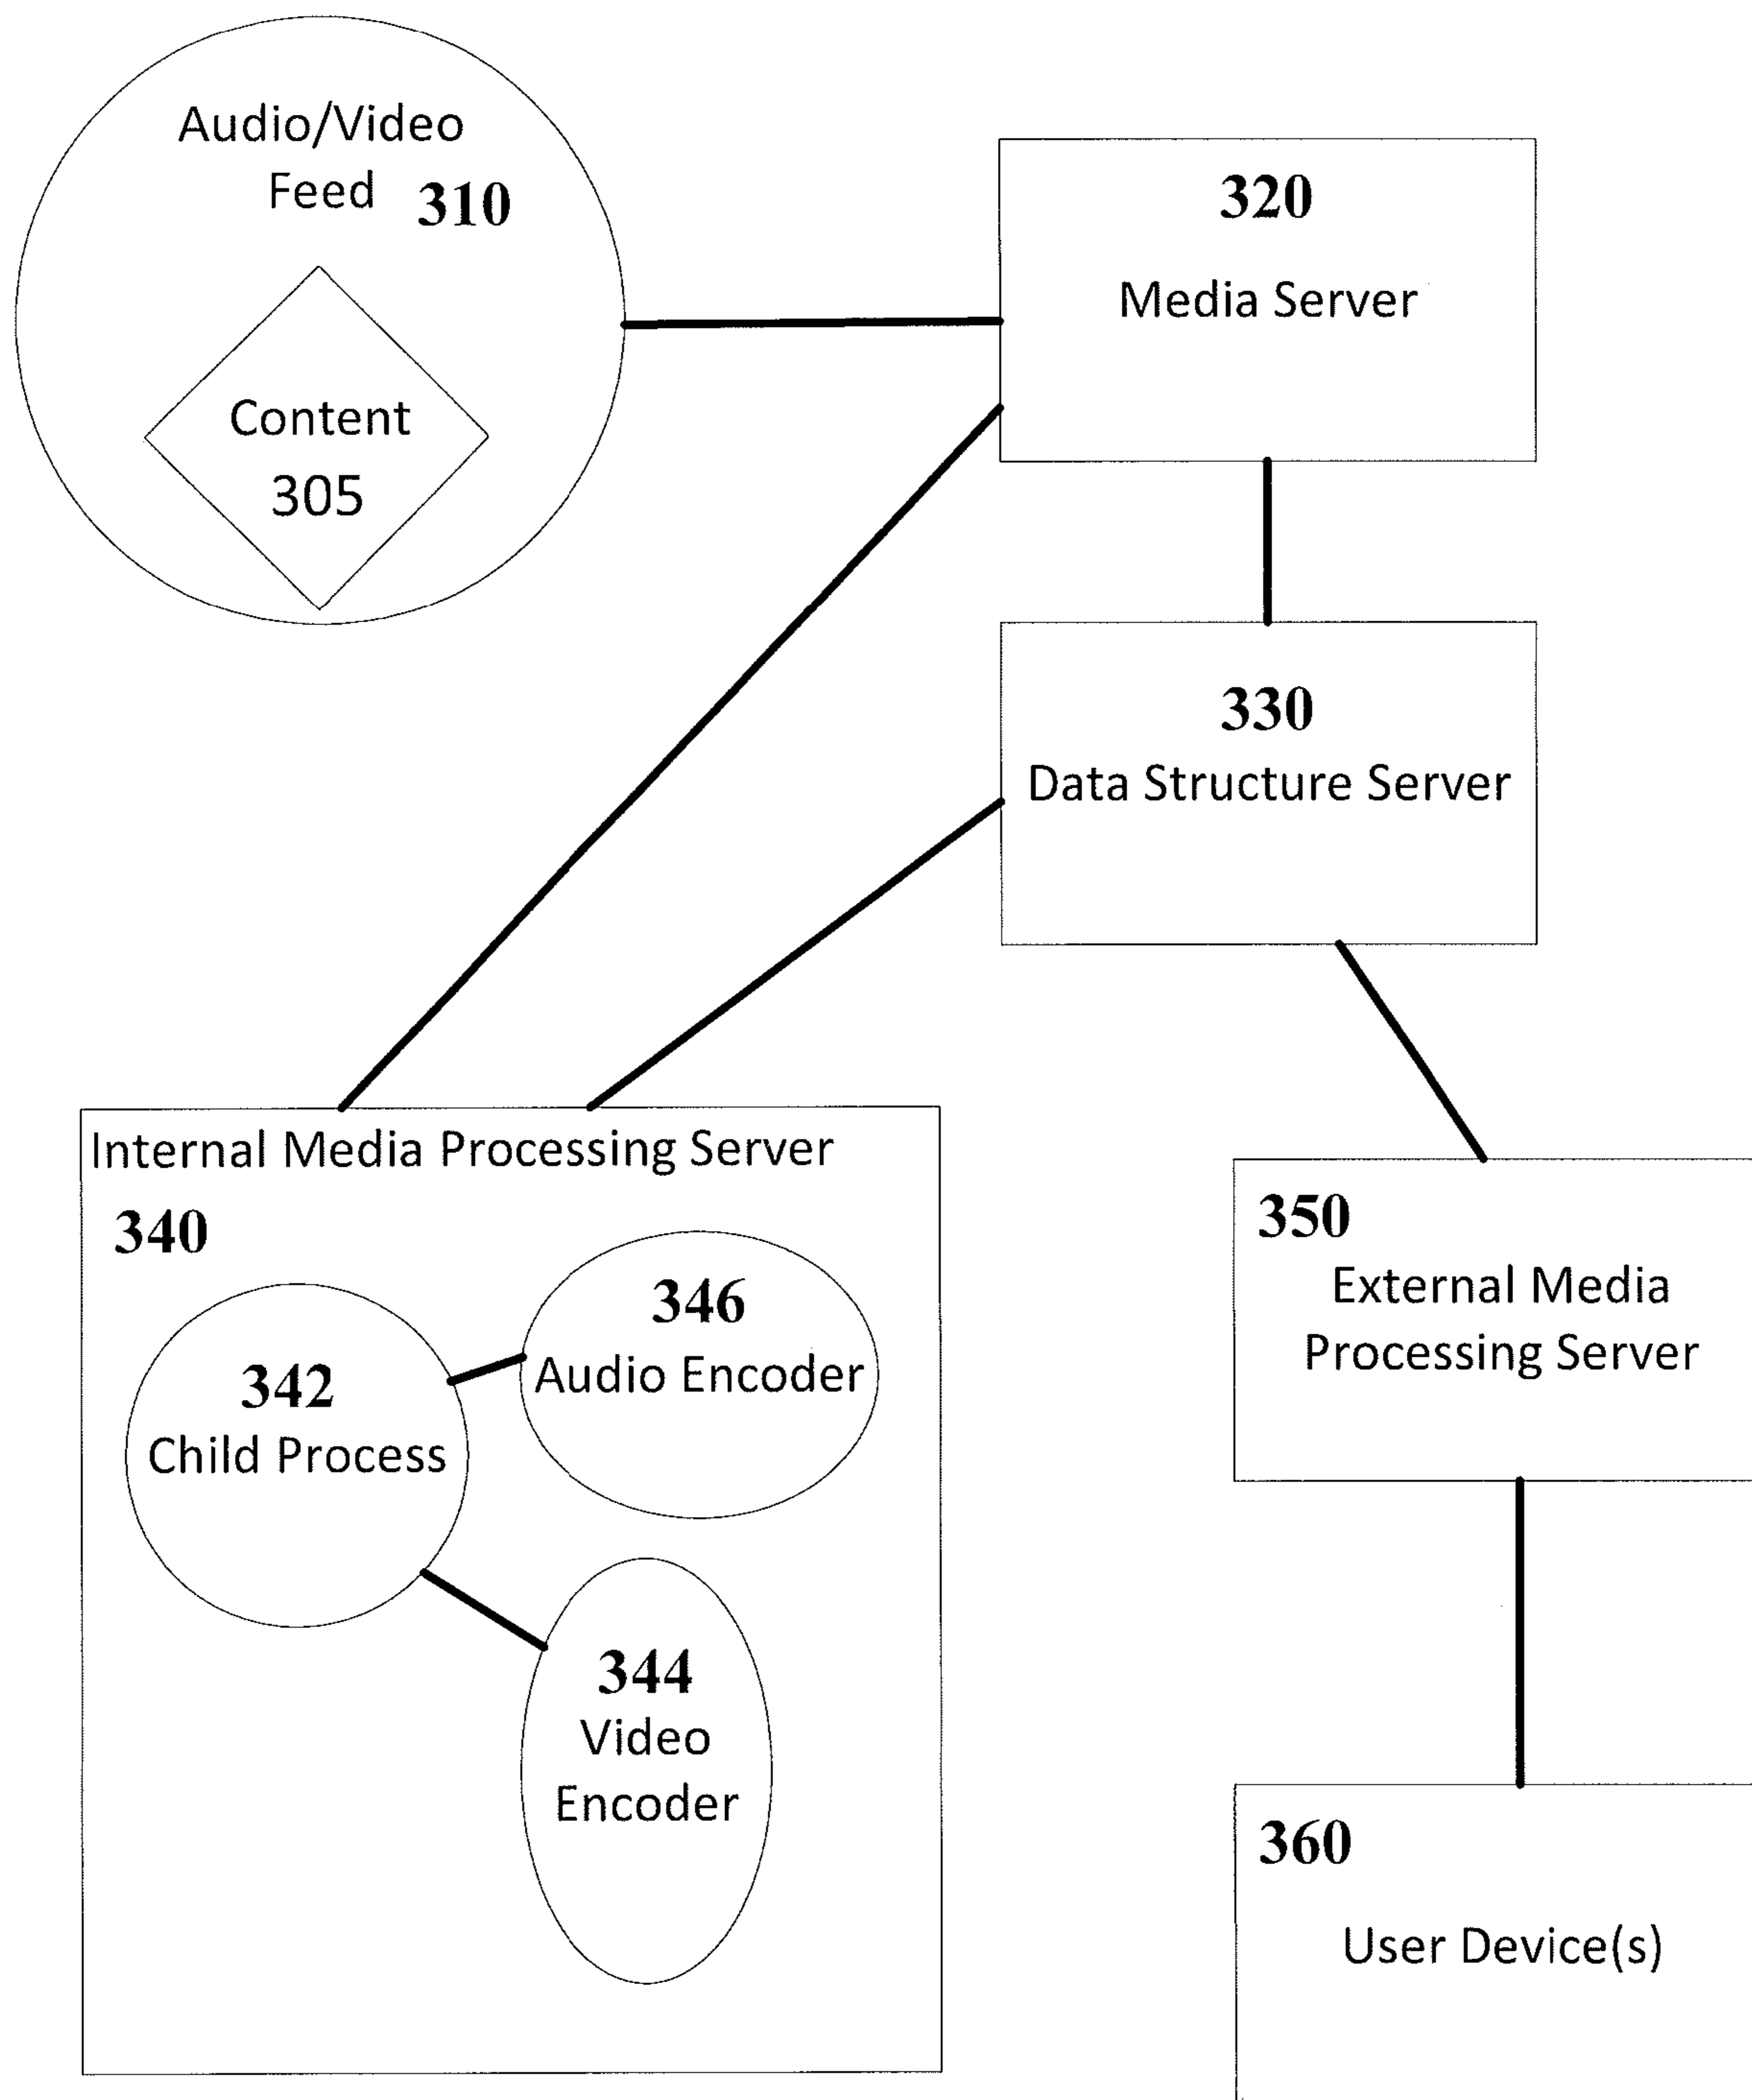 Audio/Video
Feed 310
Content
305
320
Media Server
330
Data Structure Server
Internal Media Processing Server
340
346
Audio Encoder
342
Child Process
344
Video
Encoder
350
External Media
Processing Server
360
User Device(s)